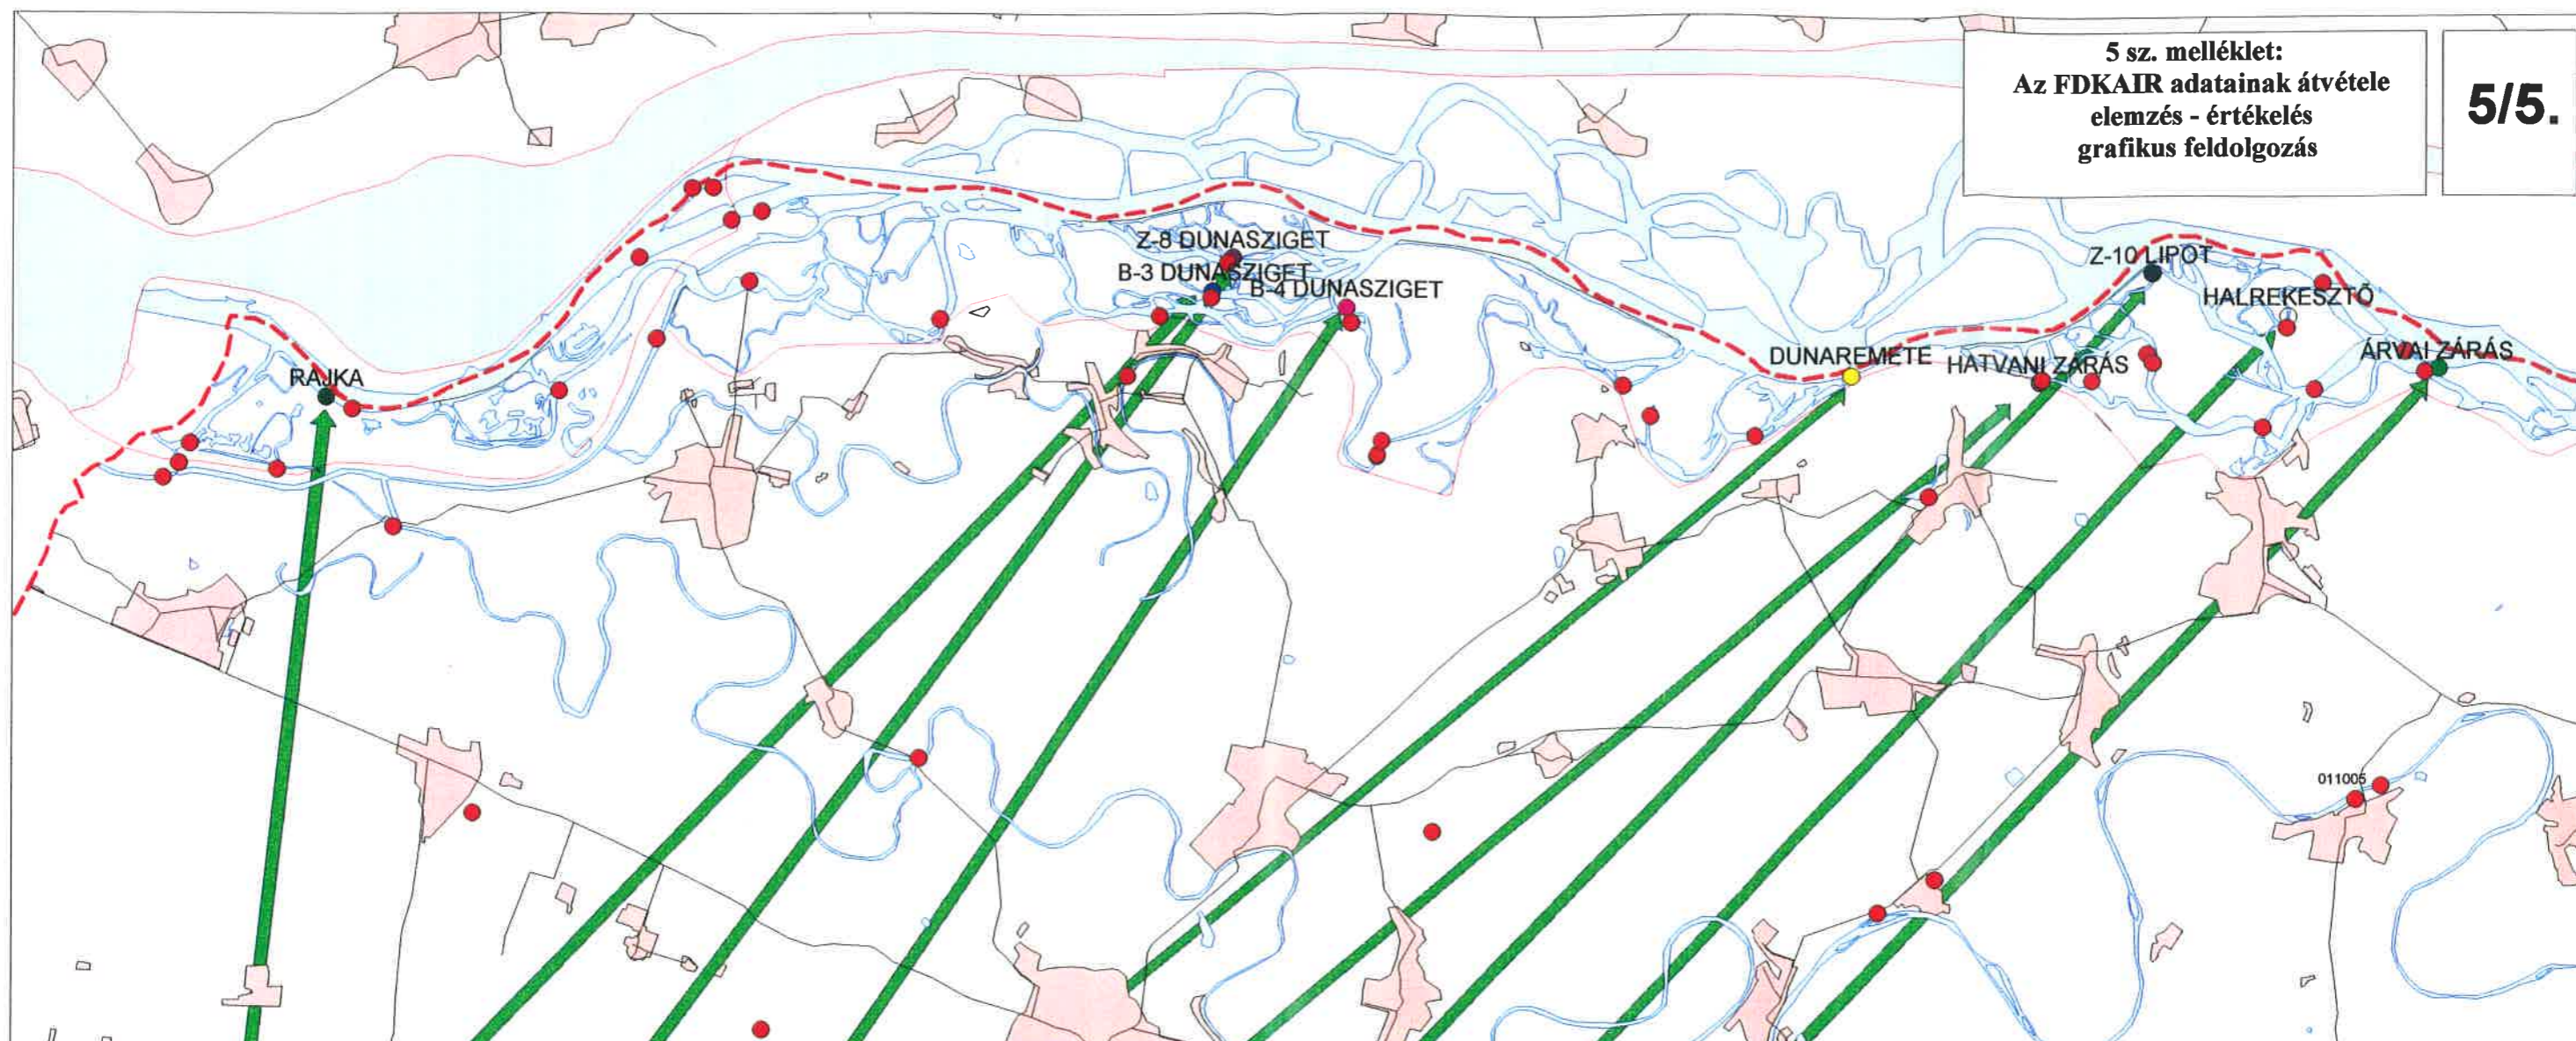 5 sz. melléklet:
Az FDKAIR adatainak átvétele
elemzés - értékelés
grafikus feldolgozás
5/5.
Z-8 DUNASZIGET
B-3 DUNASZIGET
B-4 DUNASZIGET
Z-10 LIPÓT
HALREKESZTŐ
RAJKA
DUNAREMETE
HATVANI ZÁRÁS
ÁRVAI ZÁRÁS
011005